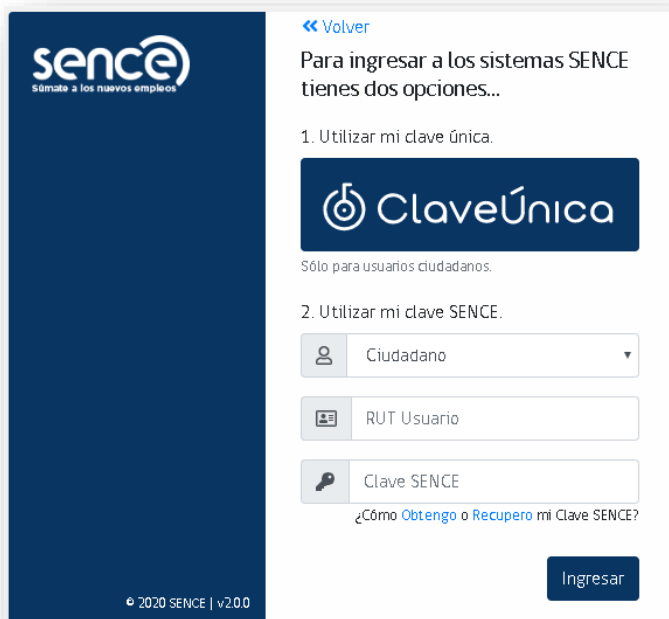 sence
Súmate a los nuevos empleos
© 2020 SENCE | v2.0.0
Volver
Para ingresar a los sistemas SENCE
tienes dos opciones...
1. Utilizar mi clave única.
ClaveÚnica
Sólo para usuarios ciudadanos.
2. Utilizar mi clave SENCE.
Ciudadano
RUT Usuario
Clave SENCE
¿Cómo Obtengo o Recupero mi Clave SENCE?
Ingresar